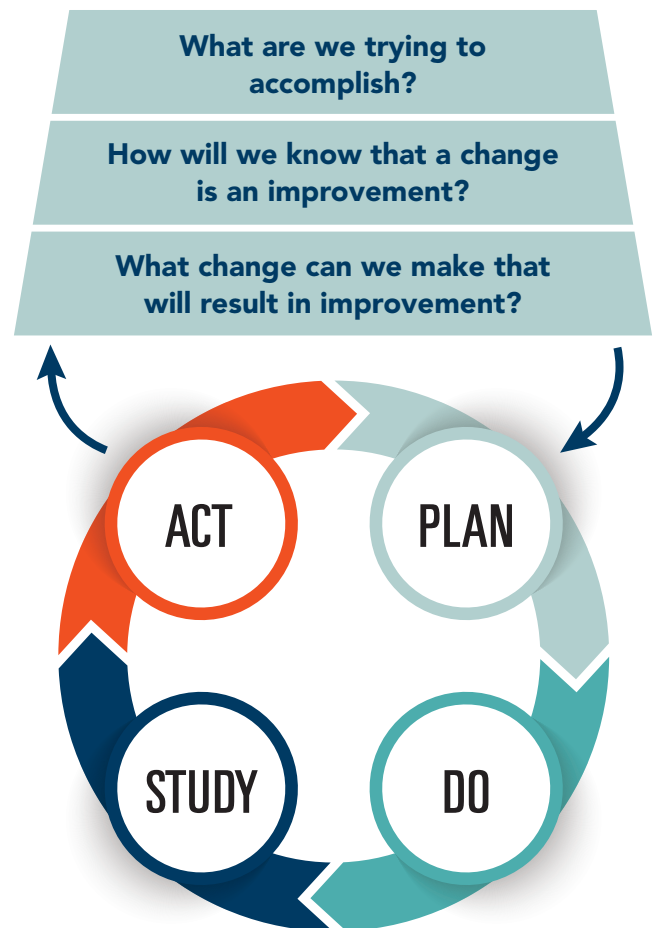 What are we trying to
accomplish?
How will we know that a change
is an improvement?
What change can we make that
will result in improvement?
ACT
PLAN
STUDY
DO